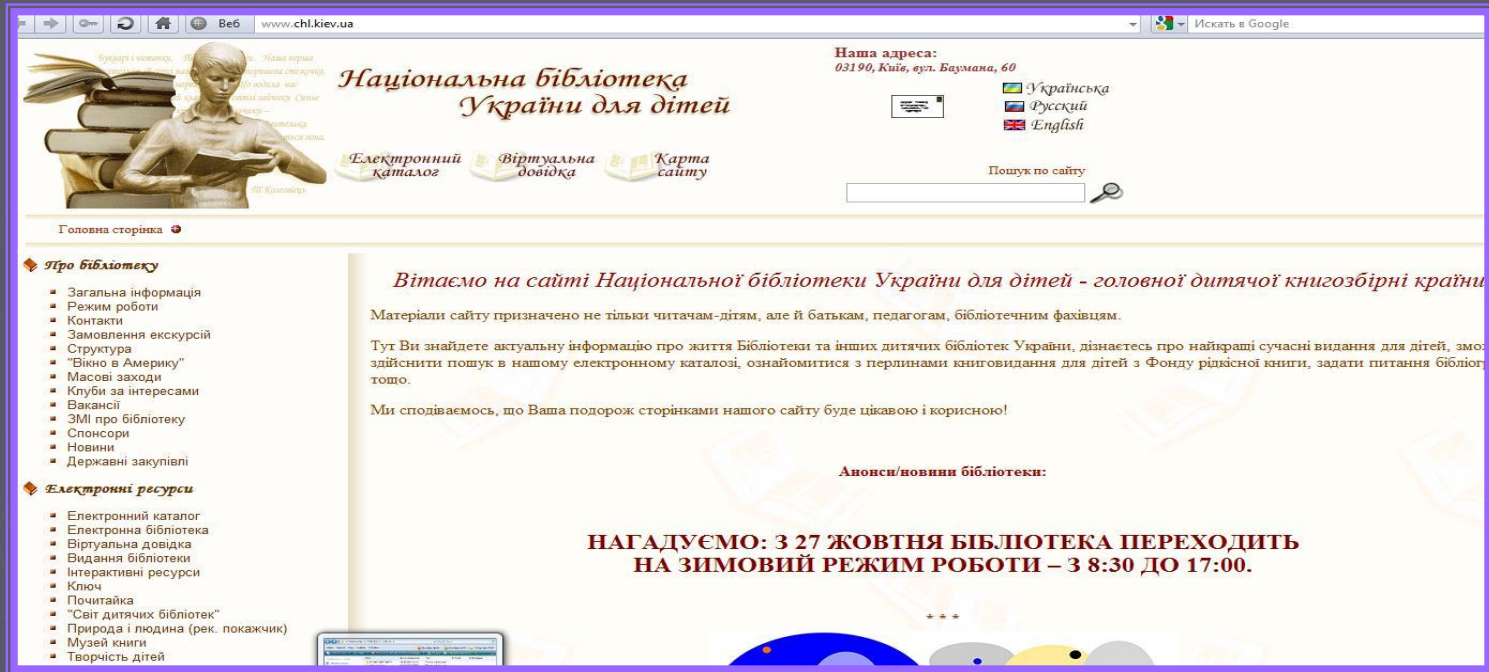 Веб www.chl.kiev.ua
Искать в Google
Національна бібліотека
України для дітей
Електронний
каталог
Віртуальна
довідка
Карта
сайту
Наша адреса:
03190, Київ, вул. Баумана, 60
Українська
Русский
English
Пошук по сайту
Головна сторінка
Про бібліотеку
Загальна інформація
Режим роботи
Контакти
Замовлення екскурсій
Структура
"Вікно в Америку"
Масові заходи
Клуби за інтересами
Вакансії
ЗМІ про бібліотеку
Спонсори
Новини
Державні закупівлі
Електронні ресурси
Електронний каталог
Електронна бібліотека
Віртуальна довідка
Видання бібліотеки
Інтерактивні ресурси
Ключ
Почитайка
"Світ дитячих бібліотек"
Природа і людина (рек. покажчик)
Музей книги
Творчість дітей
Вітаємо на сайті Національної бібліотеки України для дітей - головної дитячої книгозбірні країни
Матеріали сайту призначено не тільки читачам-дітям, але й батькам, педагогам, бібліотечним фахівцям.
Тут Ви знайдете актуальну інформацію про життя Бібліотеки та інших дитячих бібліотек України, дізнаєтесь про найкращі сучасні видання для дітей, змо
здійснити пошук в нашому електронному каталозі, ознайомитися з перлинами книговидання для дітей з Фонду рідкісної книги, задати питання бібліогр
тощо.
Ми сподіваємось, що Ваша подорож сторінками нашого сайту буде цікавою і корисною!
Анонси/новини бібліотеки:
НАГАДУЄМО: З 27 ЖОВТНЯ БІБЛІОТЕКА ПЕРЕХОДИТЬ
НА ЗИМОВИЙ РЕЖИМ РОБОТИ – З 8:30 ДО 17:00.
* * *